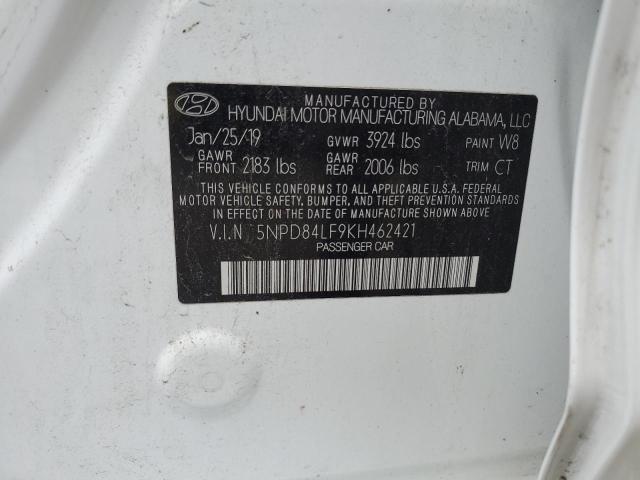 MANUFACTURED BY
HYUNDAI MOTOR MANUFACTURING ALABAMA, LLC
Jan/25/19 GVWR 3924 lbs PAINT W8
GAWR FRONT 2183 lbs GAWR REAR 2006 lbs TRIM CT
THIS VEHICLE CONFORMS TO ALL APPLICABLE U.S.A. FEDERAL
MOTOR VEHICLE SAFETY, BUMPER, AND THEFT PREVENTION STANDARDS
IN EFFECT ON THE DATE OF MANUFACTURE SHOWN ABOVE.
V.I.N 5NPD84LF9KH462421
PASSENGER CAR